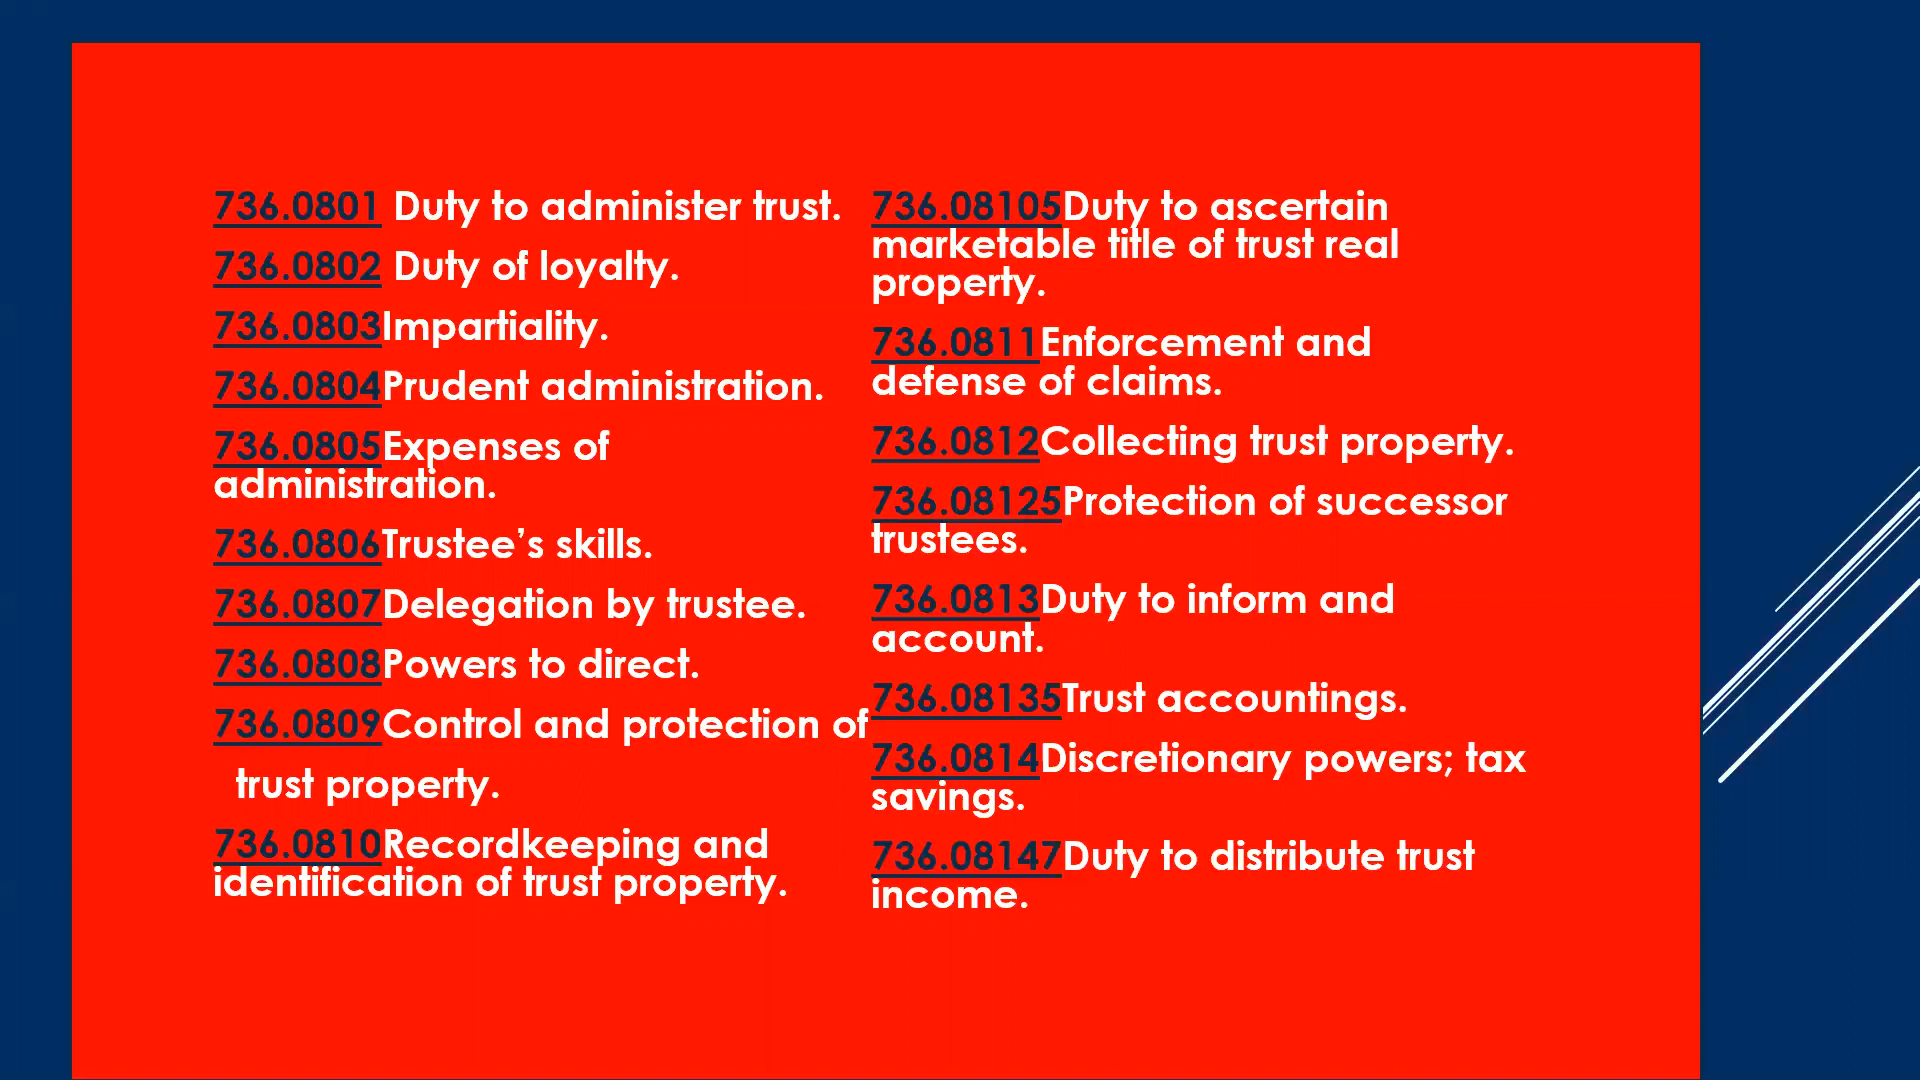 736.0801 Duty to administer trust.
736.0802 Duty of loyalty.
736.0803Impartiality.
736.0804Prudent administration.
736.0805Expenses of
administration.
736.0806Trustee’s skills.
736.0807Delegation by trustee.
736.0808Powers to direct.
736.0809Control and protection of
trust property.
736.0810Recordkeeping and
identification of trust property.
736.08105Duty to ascertain
marketable title of trust real
property.
736.0811Enforcement and
defense of claims.
736.0812Collecting trust property.
736.08125Protection of successor
trustees.
736.0813Duty to inform and
account.
736.08135Trust accountings.
736.0814Discretionary powers; tax
savings.
736.08147Duty to distribute trust
income.